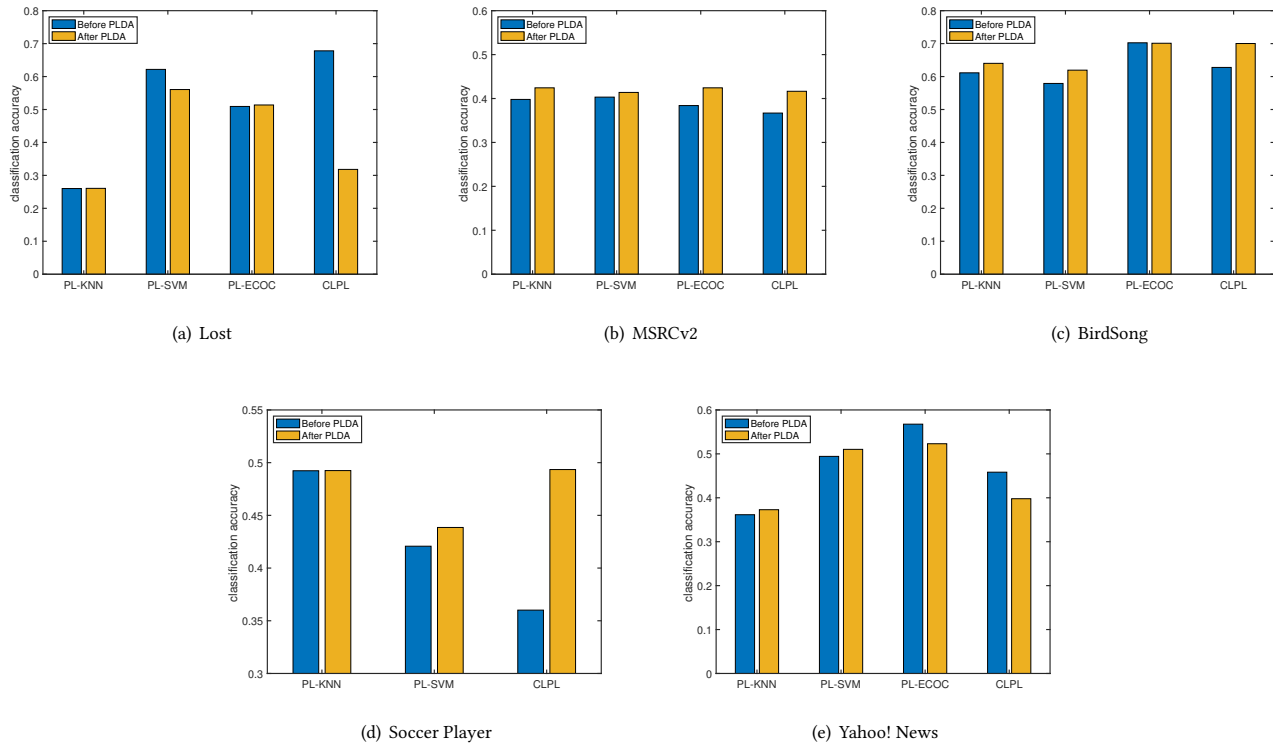 Before PLDA
After PLDA
classification accuracy
0.8
0.7
0.6
0.5
0.4
0.3
0.2
0.1
0
PL-KNN PL-SVM PL-ECOC CLPL
(a) Lost
Before PLDA
After PLDA
classification accuracy
0.6
0.5
0.4
0.3
0.2
0.1
0
PL-KNN PL-SVM PL-ECOC CLPL
(b) MSRCv2
Before PLDA
After PLDA
classification accuracy
0.8
0.7
0.6
0.5
0.4
0.3
0.2
0.1
0
PL-KNN PL-SVM PL-ECOC CLPL
(c) BirdSong
Before PLDA
After PLDA
classification accuracy
0.55
0.5
0.45
0.4
0.35
0.3
PL-KNN PL-SVM CLPL
(d) Soccer Player
Before PLDA
After PLDA
classification accuracy
0.6
0.5
0.4
0.3
0.2
0.1
0
PL-KNN PL-SVM PL-ECOC CLPL
(e) Yahoo! News